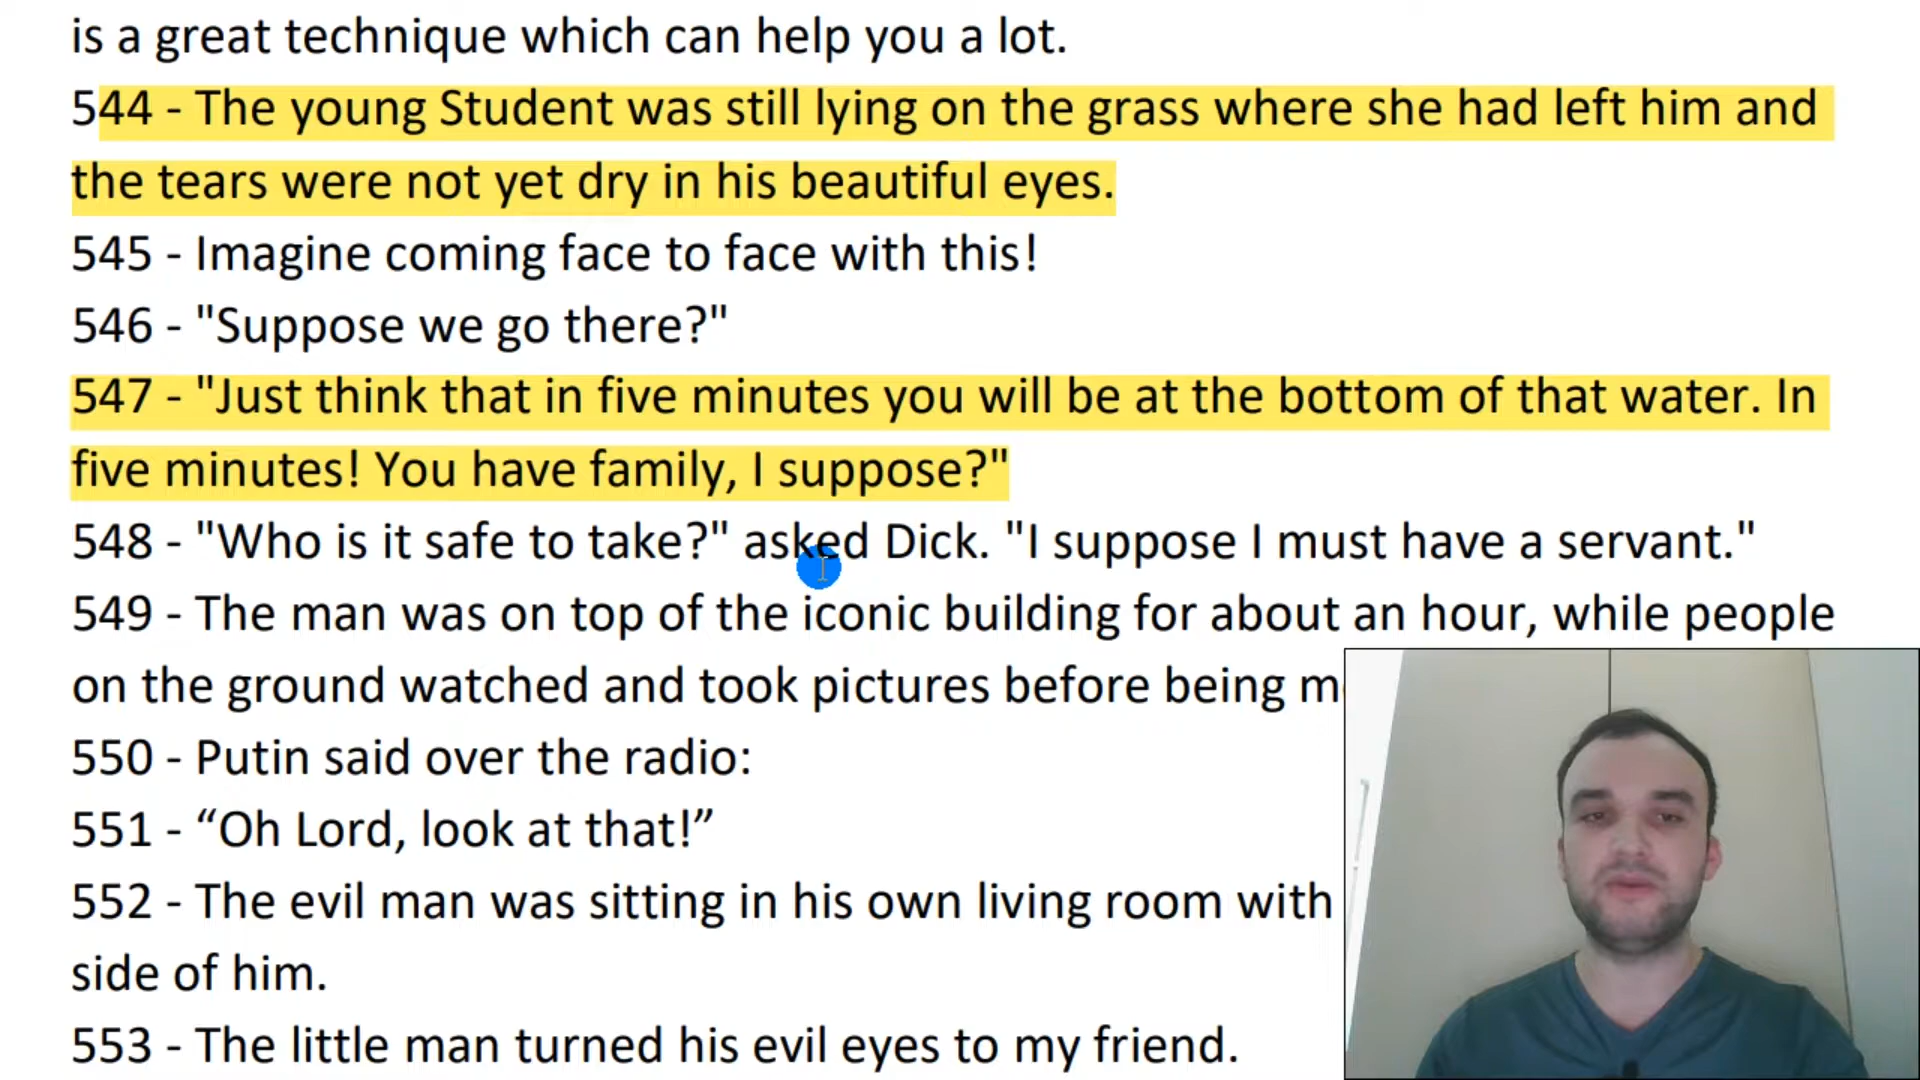 is a great technique which can help you a lot.
544 - The young Student was still lying on the grass where she had left him and
the tears were not yet dry in his beautiful eyes.
545 - Imagine coming face to face with this!
546 - "Suppose we go there?"
547 - "Just think that in five minutes you will be at the bottom of that water. In
five minutes! You have family, I suppose?"
548 - "Who is it safe to take?" asked Dick. "I suppose I must have a servant."
549 - The man was on top of the iconic building for about an hour, while people
on the ground watched and took pictures before being
550 - Putin said over the radio:
551 - “Oh Lord, look at that!”
552 - The evil man was sitting in his own living room with
side of him.
553 - The little man turned his evil eyes to my friend.